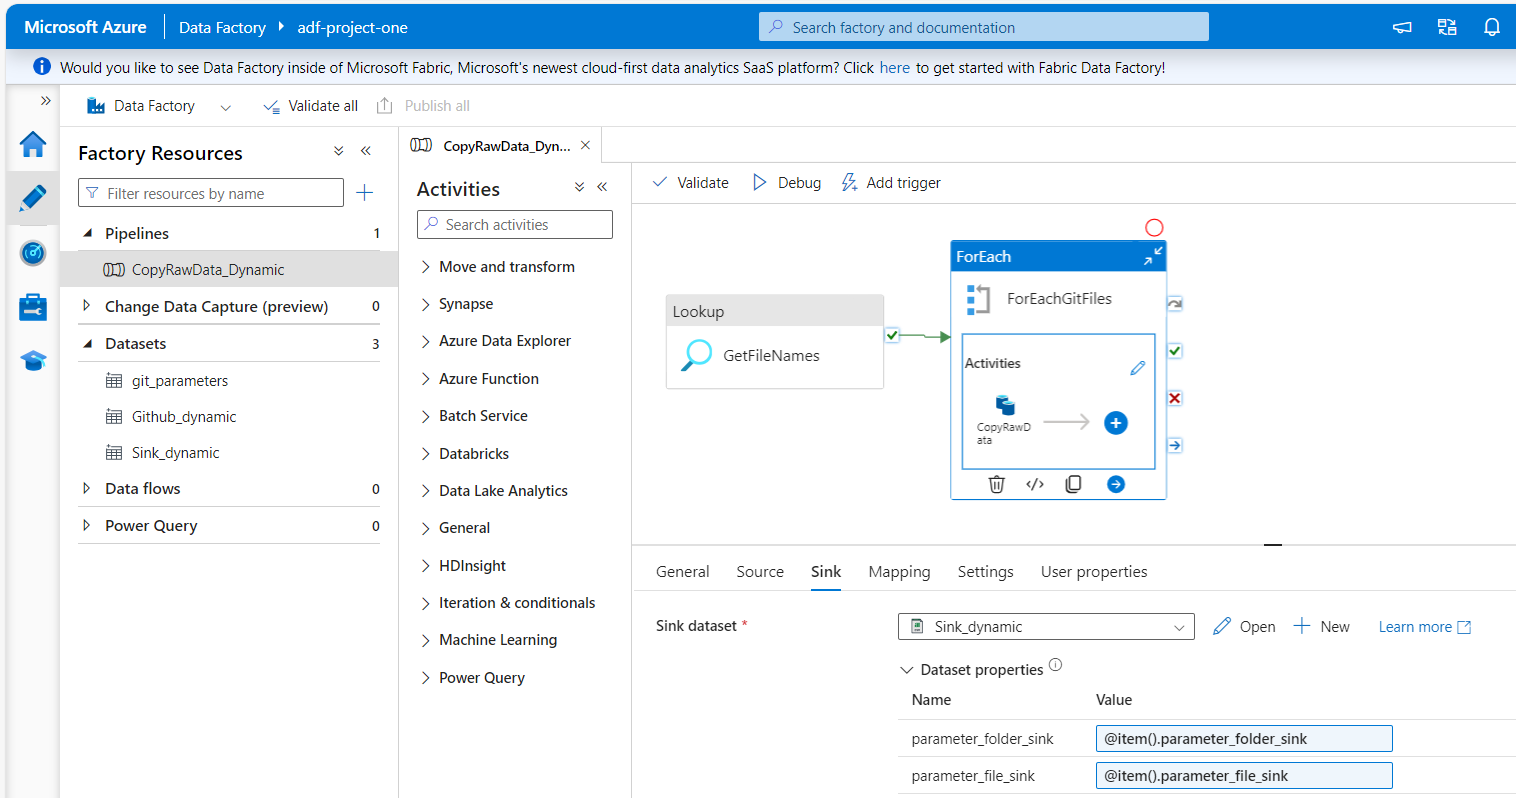 Microsoft Azure
Data Factory
adf-project-one
Search factory and documentation
Would you like to see Data Factory inside of Microsoft Fabric, Microsoft's newest cloud-first data analytics SaaS platform? Click here to get started with Fabric Data Factory!
Data Factory
Validate all
Publish all
Factory Resources
Filter resources by name
Pipelines 1
CopyRawData_Dynamic
Change Data Capture (preview) 0
Datasets 3
git_parameters
Github_dynamic
Sink_dynamic
Data flows 0
Power Query 0
CopyRawData_Dyn...
Activities
Search activities
Move and transform
Synapse
Azure Data Explorer
Azure Function
Batch Service
Databricks
Data Lake Analytics
General
HDInsight
Iteration & conditionals
Machine Learning
Power Query
Validate
Debug
Add trigger
Lookup
GetFileNames
ForEach
ForEachGitFiles
Activities
CopyRawD
ata
General
Source
Sink
Mapping
Settings
User properties
Sink dataset *
Sink_dynamic
Open
New
Learn more
Dataset properties
Name Value
parameter_folder_sink @item().parameter_folder_sink
parameter_file_sink @item().parameter_file_sink